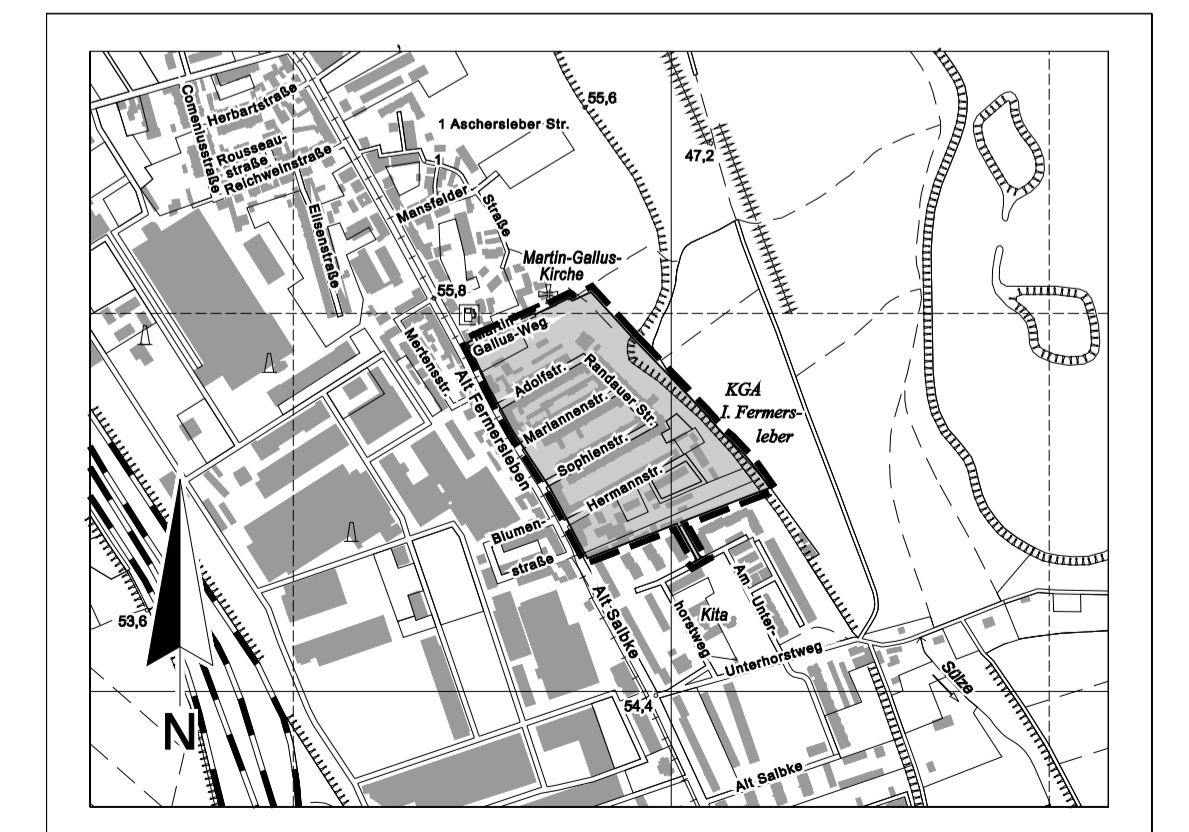 55,6
Comeniusstraße
Herbartstraße
1 Aschersleber Str.
Rousseau-
straße
Reichweinstraße
47,2
1
Mansfelder
Straße
Elisenstraße
Martin-Gallus-
Kirche
55,8
Martin-
Gallus-Weg
Mertensstr.
Alt Fermersleben
Adolfstr.
Randauer Str.
Mariannenstr.
Sophienstr.
Hermannstr.
KGA
I. Fermers-
leber
Blumen-
straße
Alt Salbke
Am
Unter-
horstweg
Kita
53,6
Unterhorstweg
Sülze
54,4
N
Alt Salbke